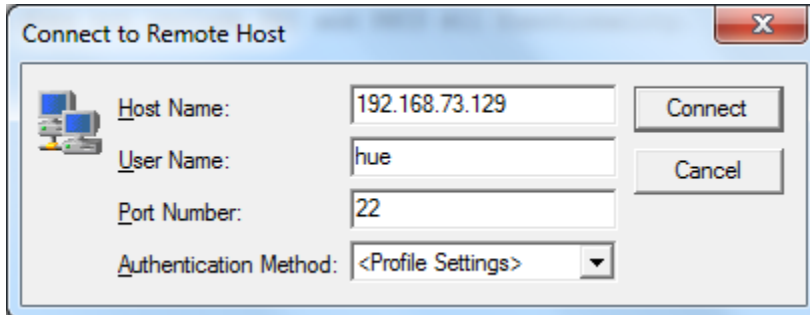 Connect to Remote Host
Host Name: 192.168.73.129 Connect
User Name: hue Cancel
Port Number: 22
Authentication Method: <Profile Settings>